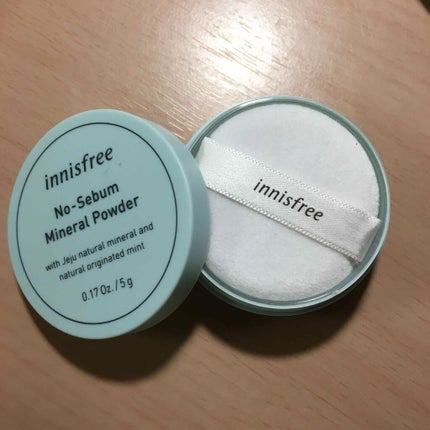 innisfree
No-Sebum
Mineral Powder
with Jeju natural mineral and
natural originated mint
0.17 Oz. / 5 g
innisfree